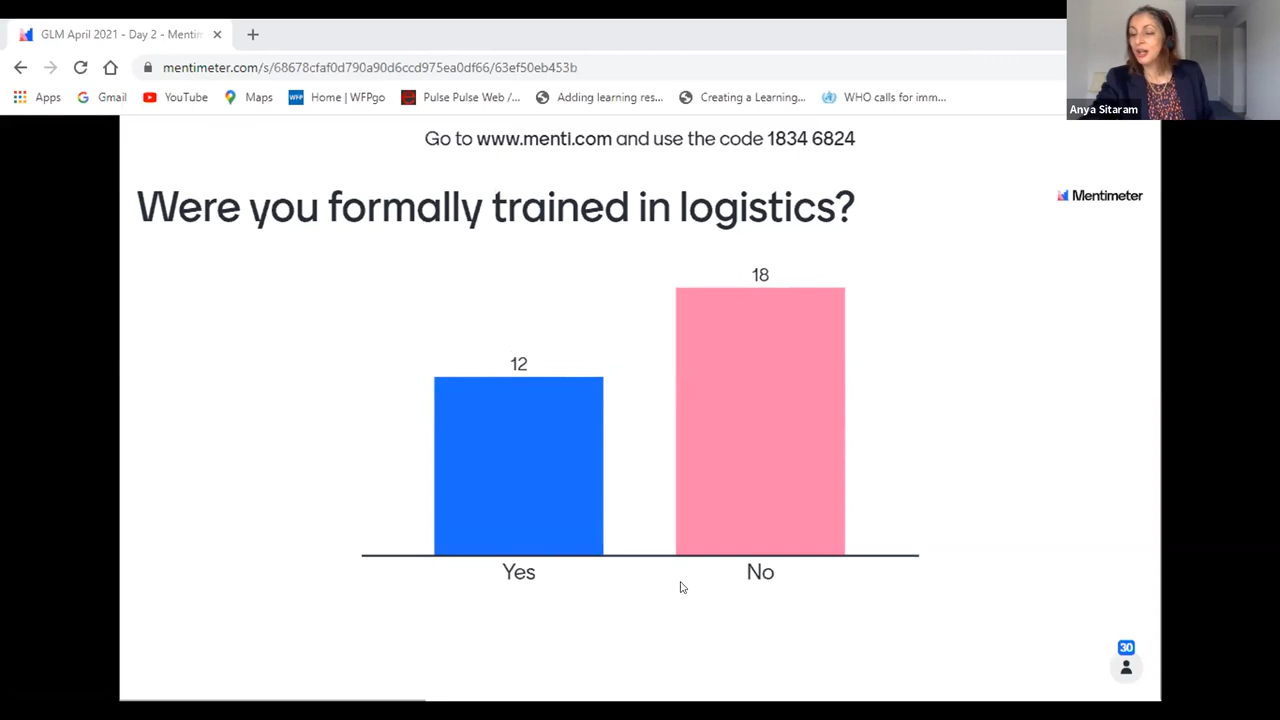 GLM April 2021 - Day 2 - Mentim
mentimeter.com/s/68678cfaf0d790a90d6ccd975ea0df66/63ef50eb453b
Apps Gmail YouTube Maps WFP Home | WFPgo Pulse Pulse Web /... Adding learning res... Creating a Learning... WHO calls for imm...
Anya Sitaram
Go to www.menti.com and use the code 1834 6824
Were you formally trained in logistics?
Mentimeter
18
12
Yes No
30